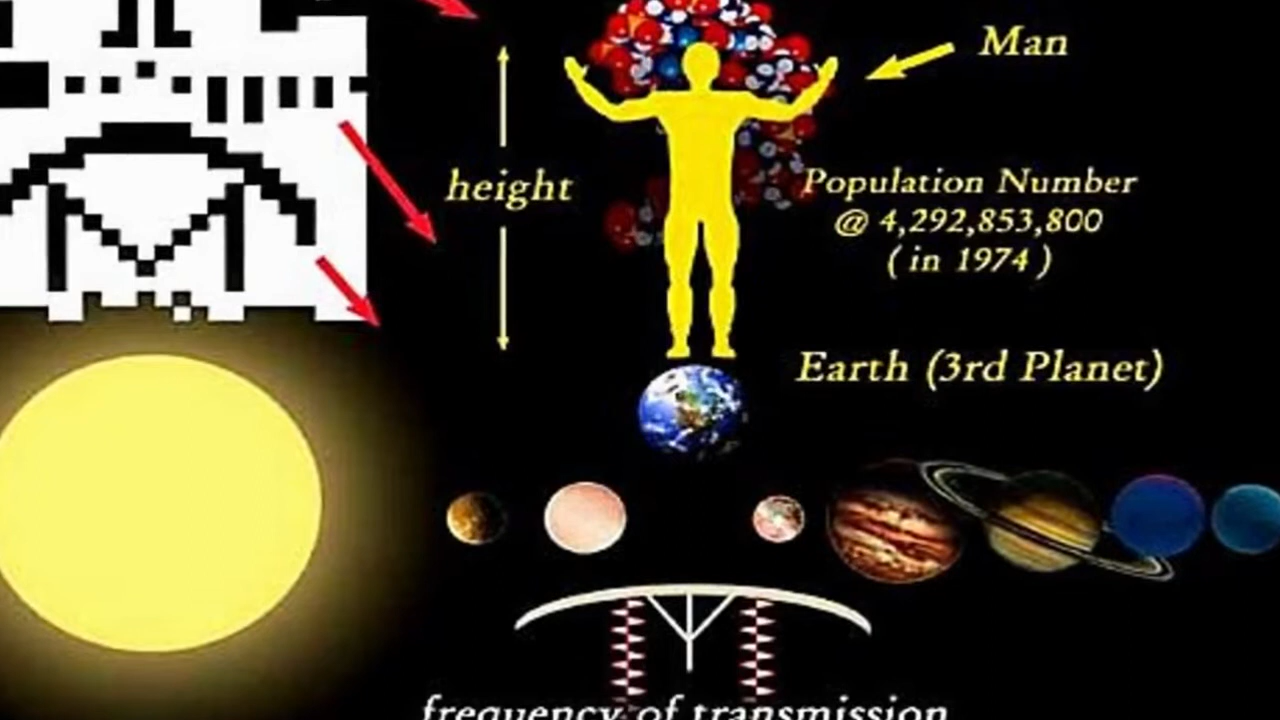 Man
height
Population Number
@ 4,292,853,800
( in 1974 )
Earth (3rd Planet)
frequency of transmission